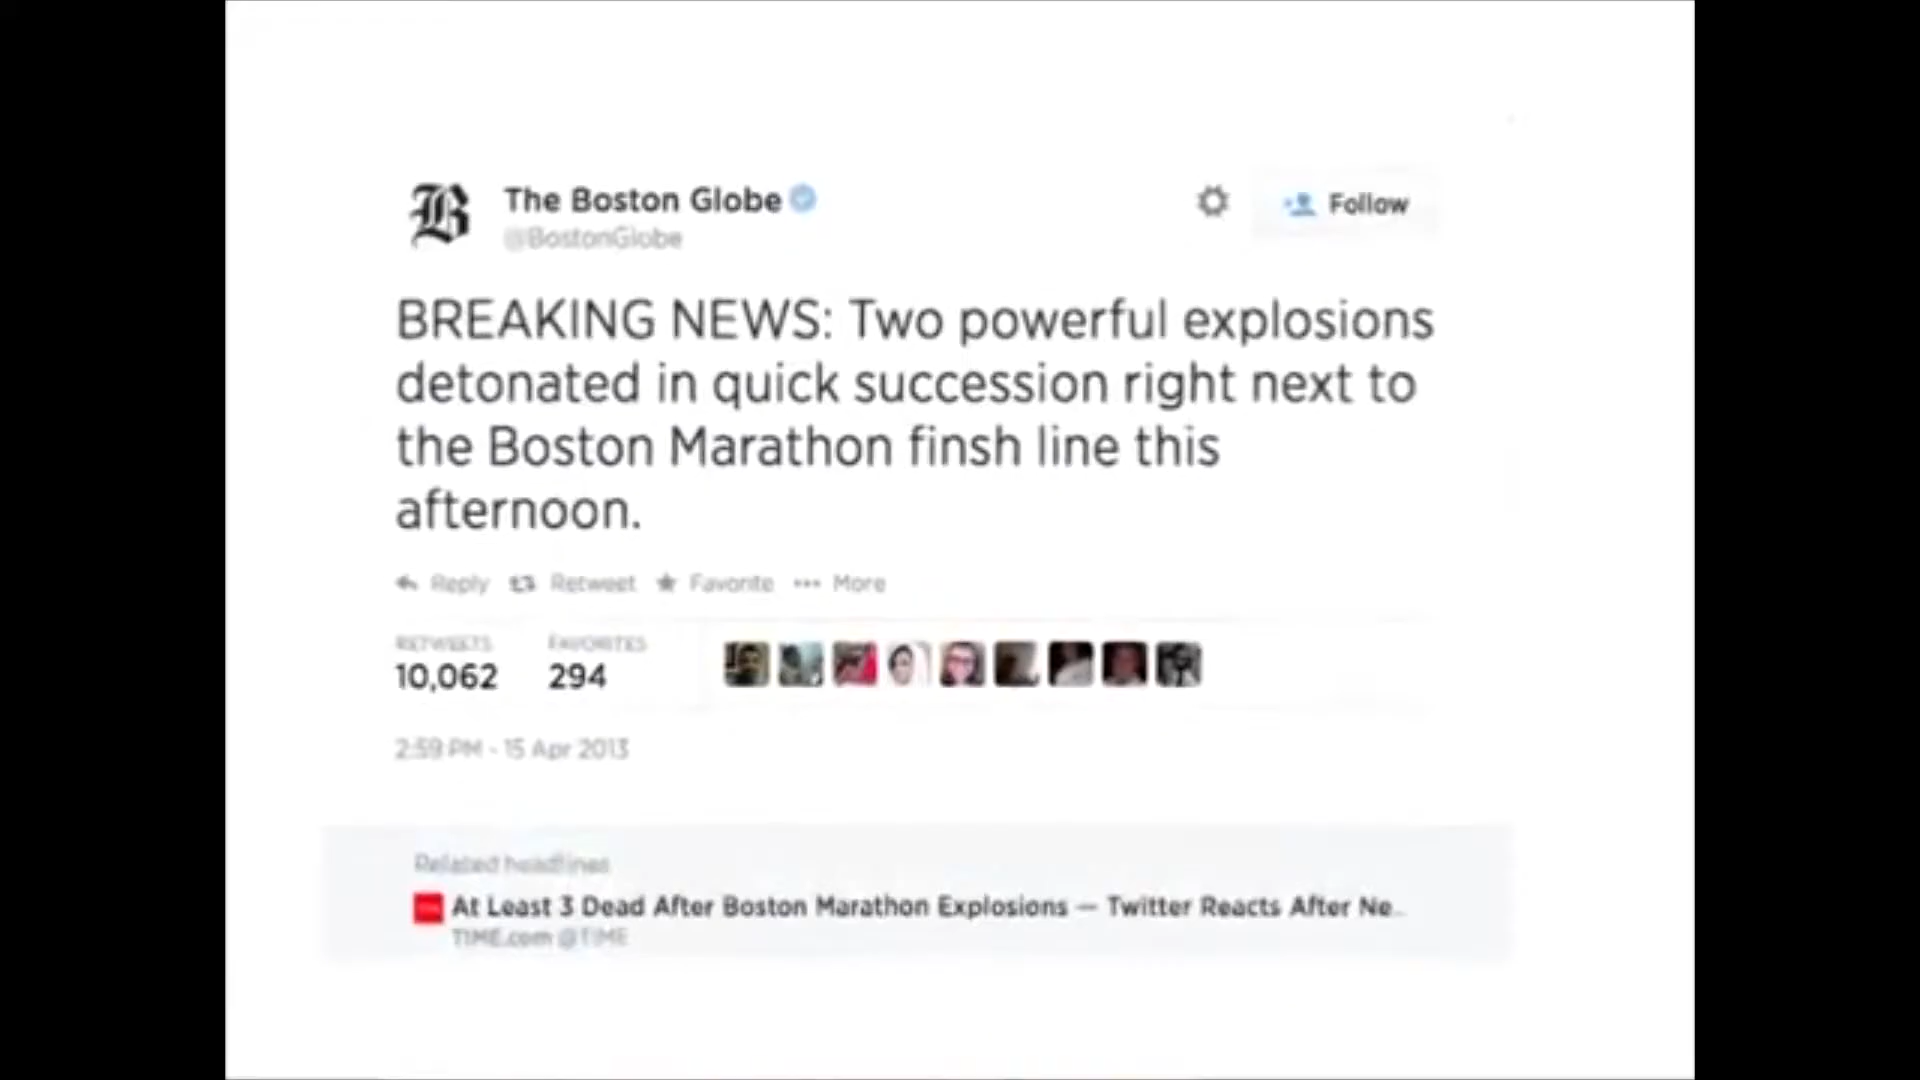 The Boston Globe
@BostonGlobe
Follow
BREAKING NEWS: Two powerful explosions
detonated in quick succession right next to
the Boston Marathon finsh line this
afternoon.
Reply Retweet Favorite More
RETWEETS FAVORITES
10,062 294
2:59 PM - 15 Apr 2013
Related headlines
At Least 3 Dead After Boston Marathon Explosions — Twitter Reacts After Ne...
TIME.com @TIME